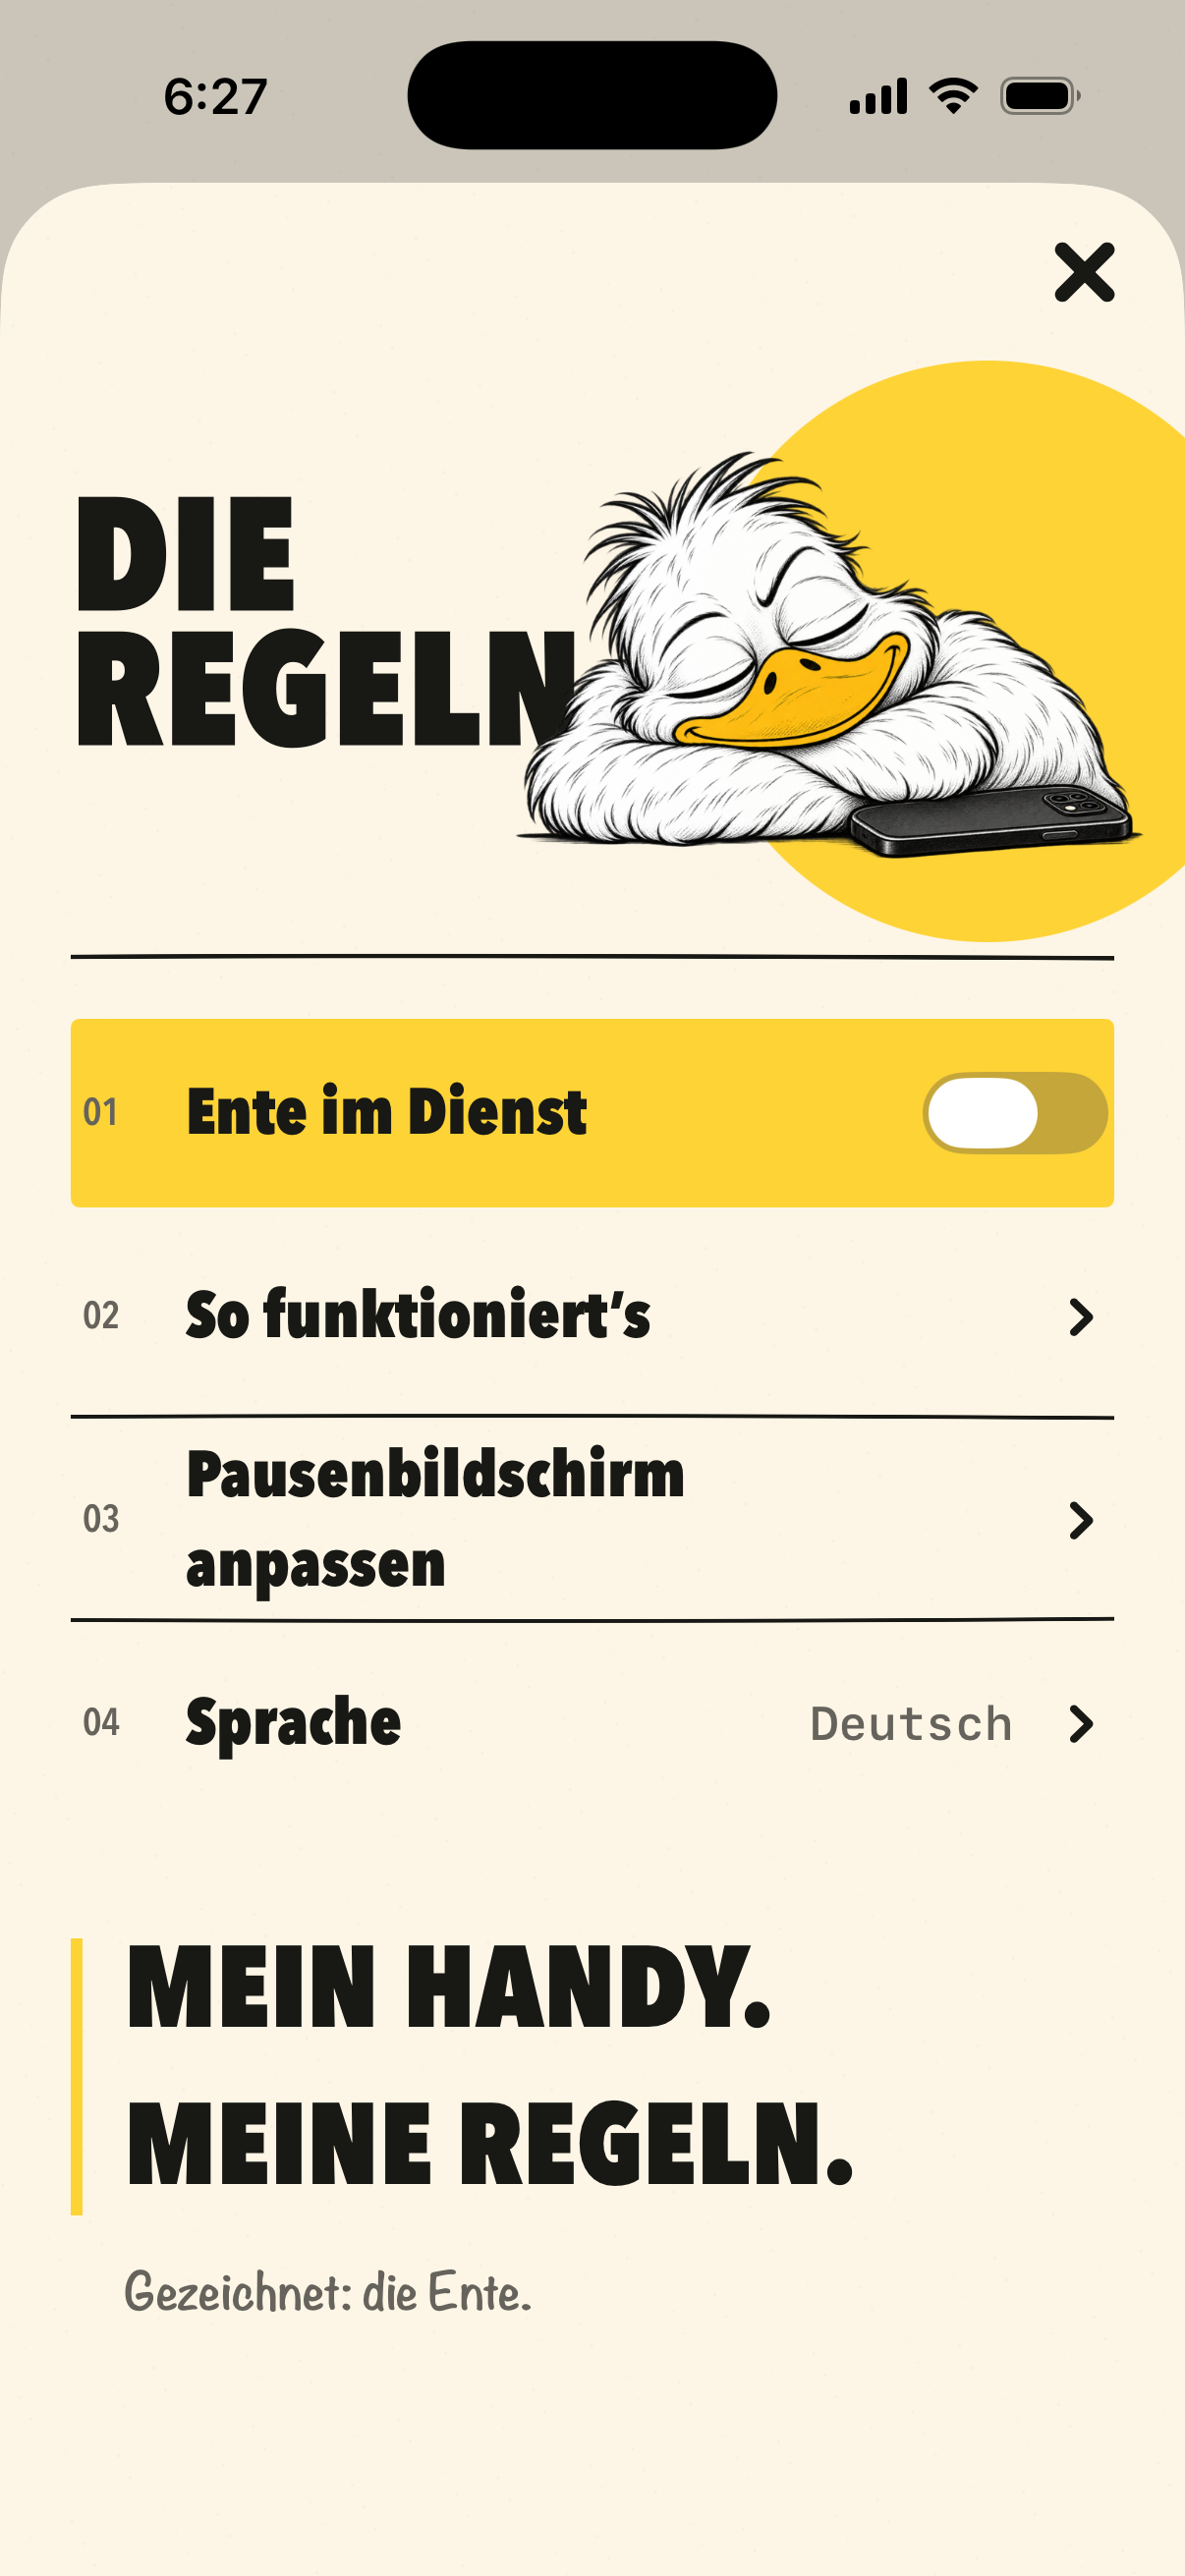 6:27
DIE
REGELN
01 Ente im Dienst
02 So funktioniert’s
03 Pausenbildschirm
anpassen
04 Sprache Deutsch
MEIN HANDY.
MEINE REGELN.
Gezeichnet: die Ente.